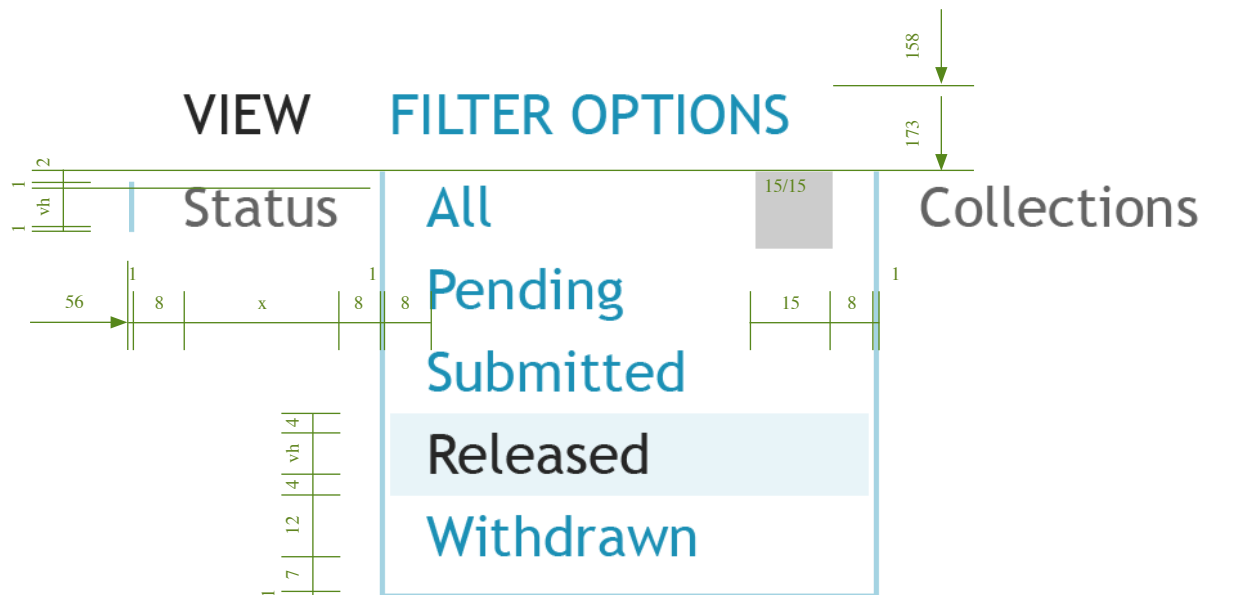 158
VIEW FILTER OPTIONS
173
2
1
15/15
vh
Status All Collections
1
1 1 1
Pending
56 8 x 8 8 15 8
Submitted
4
vh
Released
4
12
Withdrawn
7
1